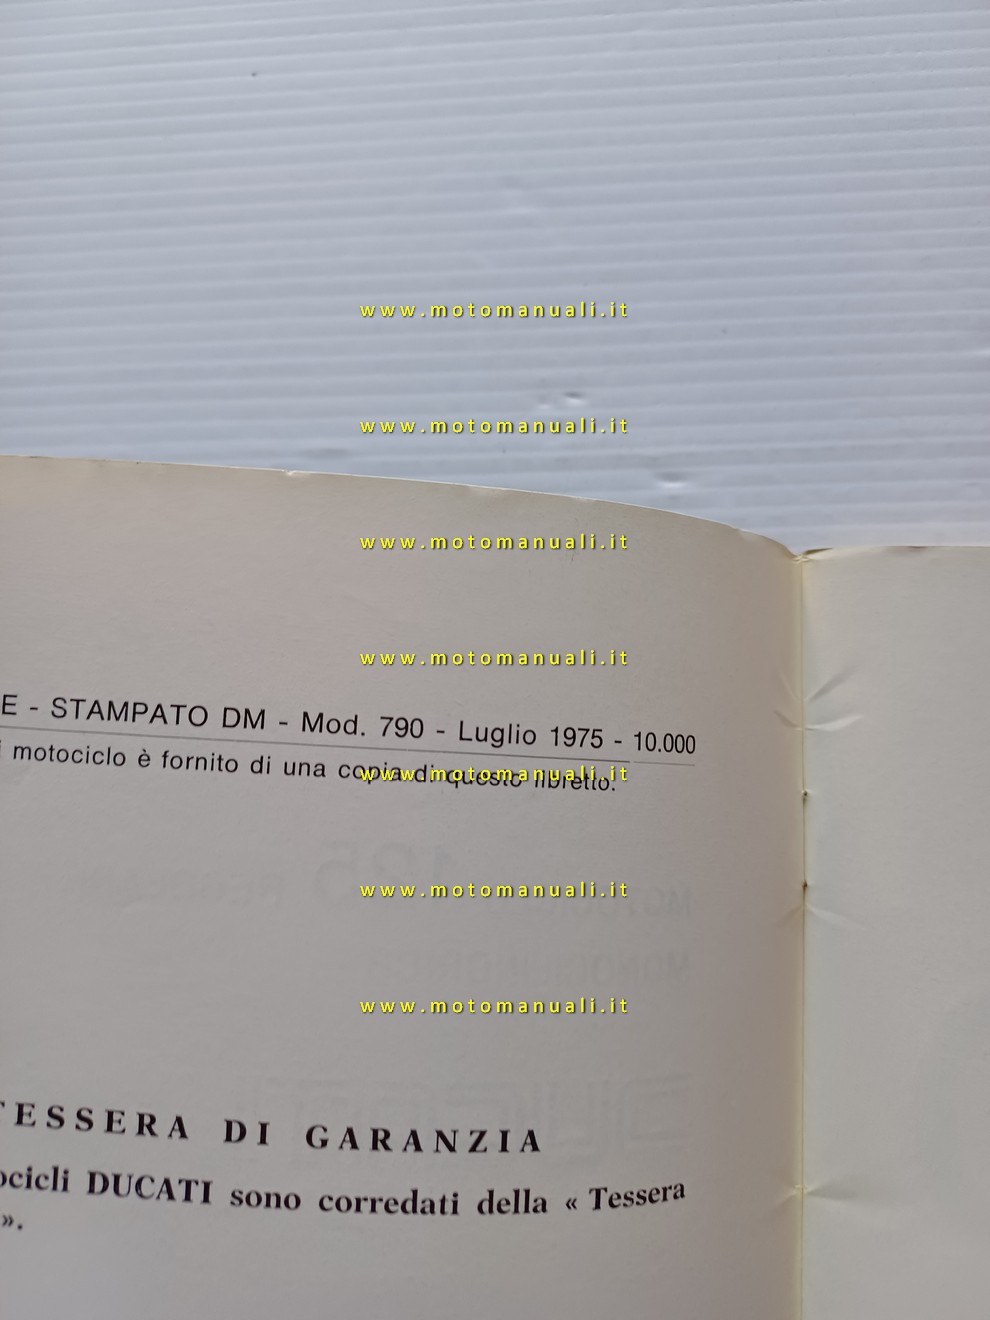 www.motomanuali.it
www.motomanuali.it
www.motomanuali.it
www.motomanuali.it
E - STAMPATO DM - Mod. 790 - Luglio 1975 - 10.000
motociclo è fornito di una copia di questo libretto.
www.motomanuali.it
125
www.motomanuali.it
www.motomanuali.it
TESSERA DI GARANZIA
ocicli DUCATI sono corredati della « Tessera
».